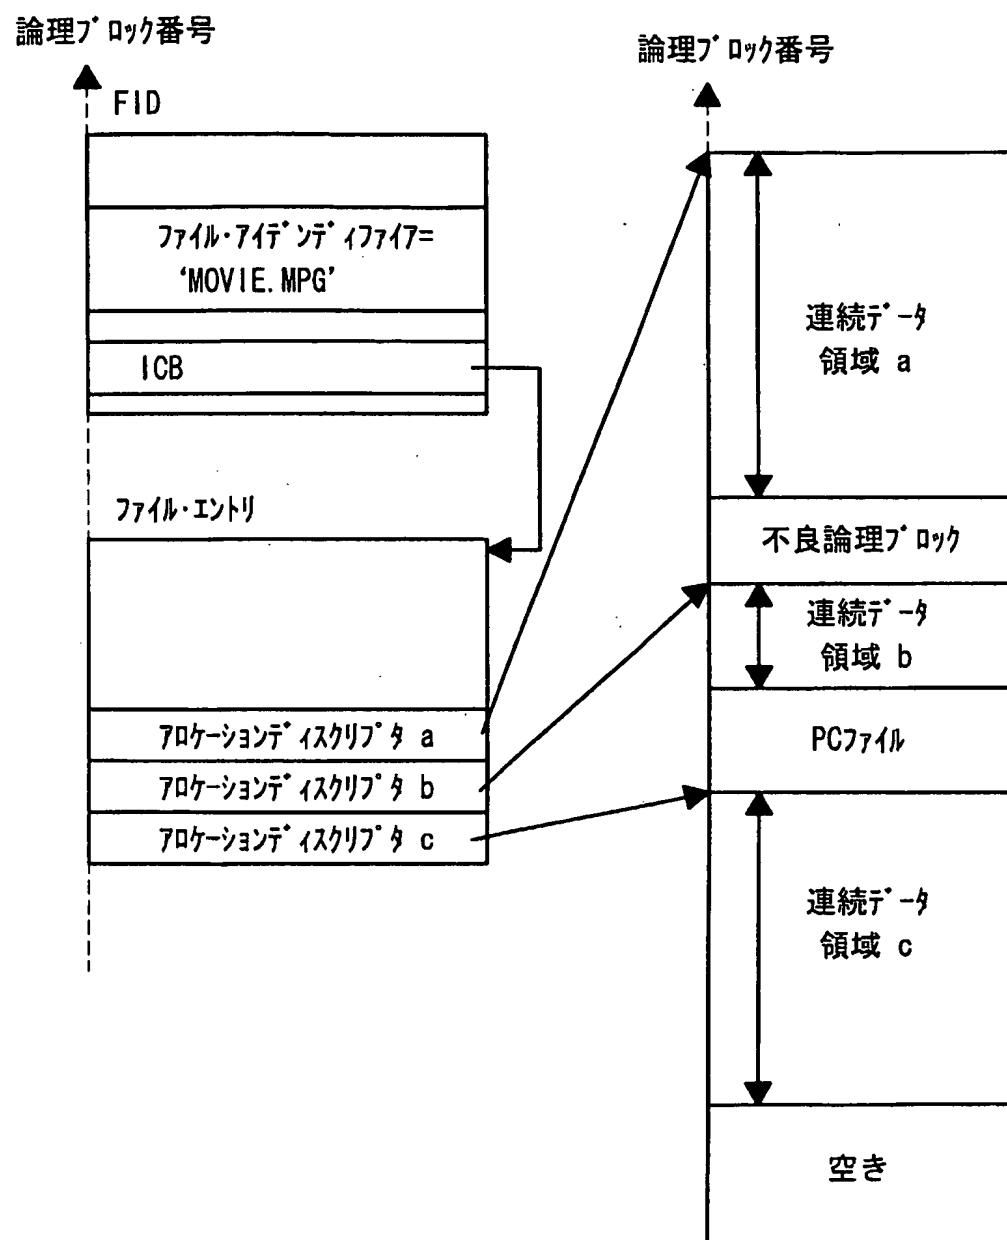 論理ﾌﾞﾛｯｸ番号
FID
ﾌｧｲﾙ･ｱｲﾃﾞﾝﾃﾞｨﾌｧｲｱ=
‘MOVIE.MPG’
ICB
ﾌｧｲﾙ･ｴﾝﾄﾘ
ｱﾛｹｰｼｮﾝﾃﾞｨｽｸﾘﾌﾟﾀ a
ｱﾛｹｰｼｮﾝﾃﾞｨｽｸﾘﾌﾟﾀ b
ｱﾛｹｰｼｮﾝﾃﾞｨｽｸﾘﾌﾟﾀ c
論理ﾌﾞﾛｯｸ番号
連続ﾃﾞｰﾀ
領域 a
不良論理ﾌﾞﾛｯｸ
連続ﾃﾞｰﾀ
領域 b
PCﾌｧｲﾙ
連続ﾃﾞｰﾀ
領域 c
空き